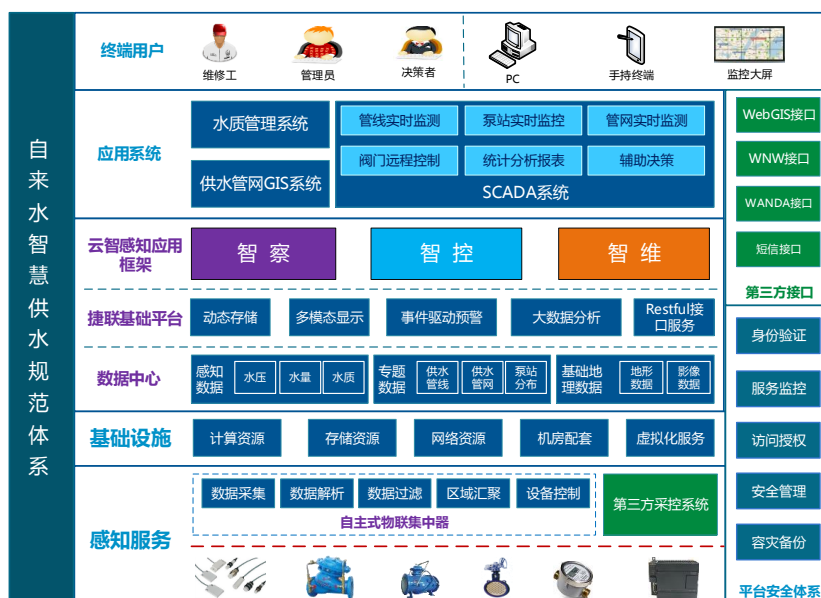 自来水智慧供水规范体系
终端用户
维修工
管理员
决策者
PC
手持终端
监控大屏
应用系统
水质管理系统
供水管网GIS系统
管线实时监测
泵站实时监控
管网实时监测
阀门远程控制
统计分析报表
辅助决策
SCADA系统
云智感知应用
框架
智察
智控
智维
捷联基础平台
动态存储
多模态显示
事件驱动预警
大数据分析
Restful接
口服务
数据中心
感知
数据
水压
水量
水质
专题
数据
供水
管线
供水
管网
泵站
分布
基础地
理数据
地形
数据
影像
数据
基础设施
计算资源
存储资源
网络资源
机房配套
虚拟化服务
感知服务
数据采集
数据解析
数据过滤
区域汇聚
设备控制
自主式物联集中器
第三方采控系统
WebGIS接口
WNW接口
WANDA接口
短信接口
第三方接口
身份验证
服务监控
访问授权
安全管理
容灾备份
平台安全体系